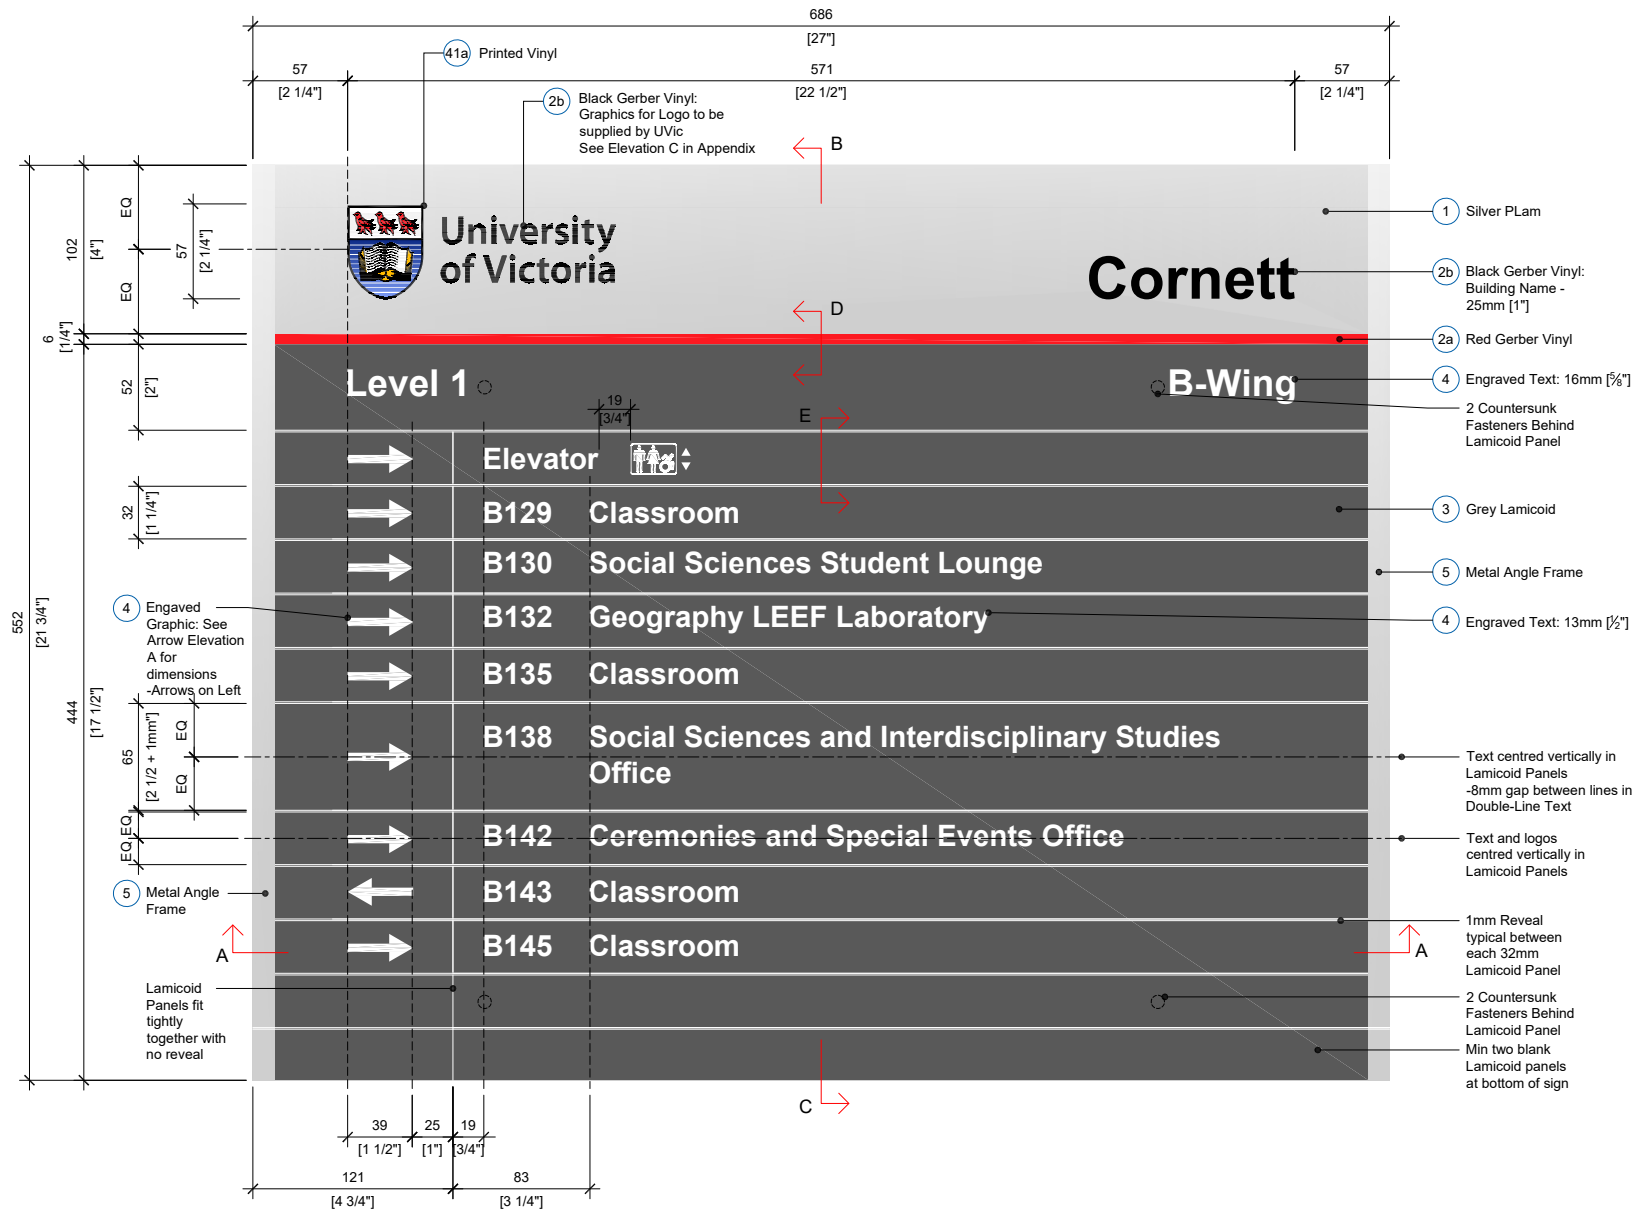 686
[27"]
57
[2 1/4"]
571
[22 1/2"]
57
[2 1/4"]
41a Printed Vinyl
2b Black Gerber Vinyl:
Graphics for Logo to be
supplied by UVic
See Elevation C in Appendix
B
552
[21 3/4"]
102
[4"]
EQ
EQ
57
[2 1/4"]
6
[1/4"]
University
of Victoria
Cornett
1 Silver PLam
2b Black Gerber Vinyl:
Building Name -
25mm [1"]
D
2a Red Gerber Vinyl
52
[2"]
Level 1
B-Wing
4 Engraved Text: 16mm [5⁄8"]
2 Countersunk
Fasteners Behind
Lamicoid Panel
19
[3/4"]
E
Elevator
32
[1 1/4"]
B129 Classroom
3 Grey Lamicoid
B130 Social Sciences Student Lounge
5 Metal Angle Frame
4 Engaved
Graphic: See
Arrow Elevation
A for
dimensions
-Arrows on Left
B132 Geography LEEF Laboratory
4 Engraved Text: 13mm [1⁄2"]
B135 Classroom
444
[17 1/2"]
65
[2 1/2 + 1mm"]
EQ
EQ
B138 Social Sciences and Interdisciplinary Studies
Office
Text centred vertically in
Lamicoid Panels
-8mm gap between lines in
Double-Line Text
EQ
EQ
B142 Ceremonies and Special Events Office
Text and logos
centred vertically in
Lamicoid Panels
5 Metal Angle
Frame
B143 Classroom
1mm Reveal
typical between
each 32mm
Lamicoid Panel
A
B145 Classroom
A
Lamicoid
Panels fit
tightly
together with
no reveal
2 Countersunk
Fasteners Behind
Lamicoid Panel
Min two blank
Lamicoid panels
at bottom of sign
C
39
[1 1/2"]
25
[1"]
19
[3/4"]
121
[4 3/4"]
83
[3 1/4"]